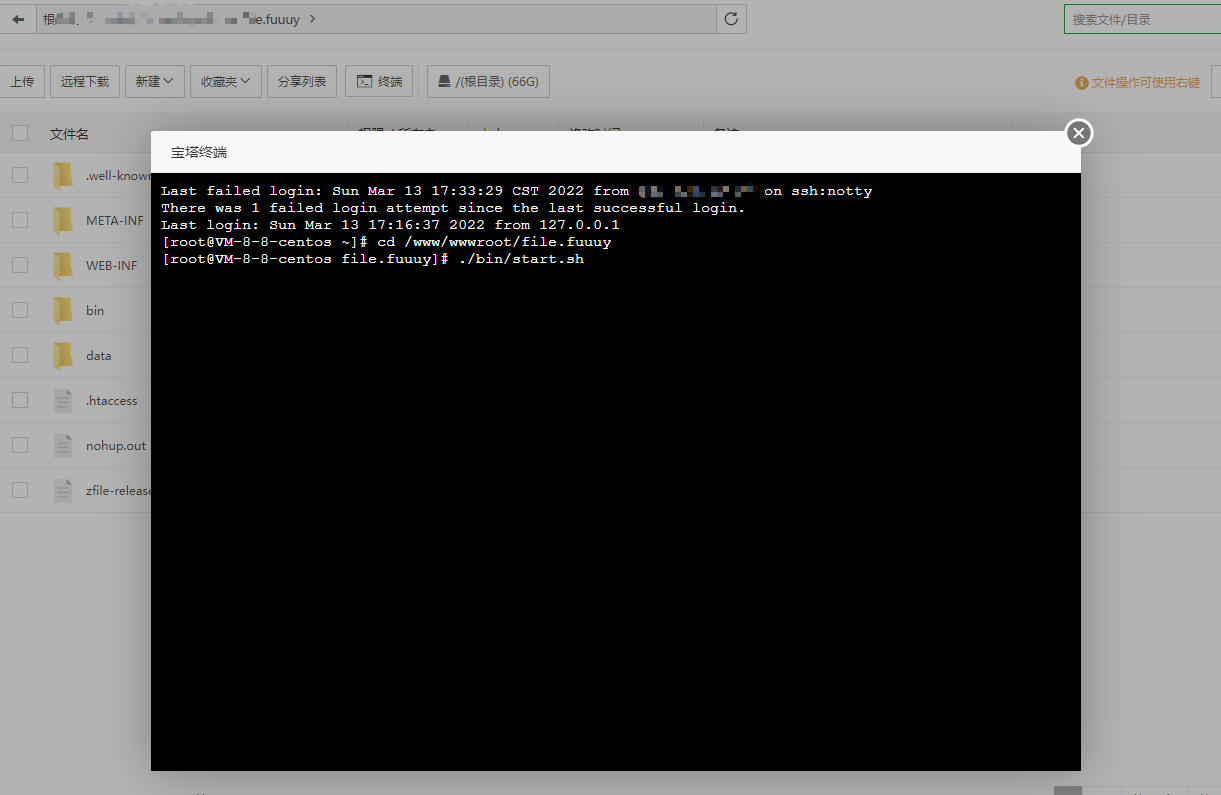 根 e.fuuuy
搜索文件/目录
上传 远程下载 新建 收藏夹 分享列表 终端 /(根目录) (66G) 文件操作可使用右键
文件名
宝塔终端
.well-known
Last failed login: Sun Mar 13 17:33:29 CST 2022 from on ssh:notty
There was 1 failed login attempt since the last successful login.
Last login: Sun Mar 13 17:16:37 2022 from 127.0.0.1
[root@VM-8-8-centos ~]# cd /www/wwwroot/file.fuuuy
[root@VM-8-8-centos file.fuuuy]# ./bin/start.sh
META-INF
WEB-INF
bin
data
.htaccess
nohup.out
zfile-release